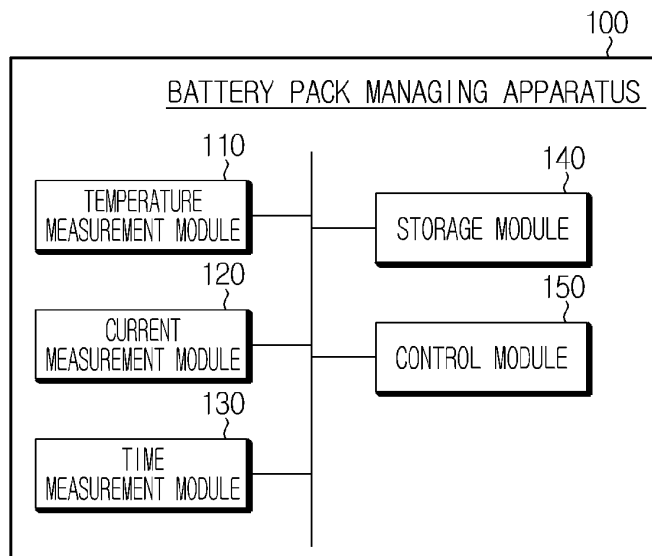 100
BATTERY PACK MANAGING APPARATUS
110
TEMPERATURE
MEASUREMENT MODULE
120
CURRENT
MEASUREMENT MODULE
130
TIME
MEASUREMENT MODULE
140
STORAGE MODULE
150
CONTROL MODULE